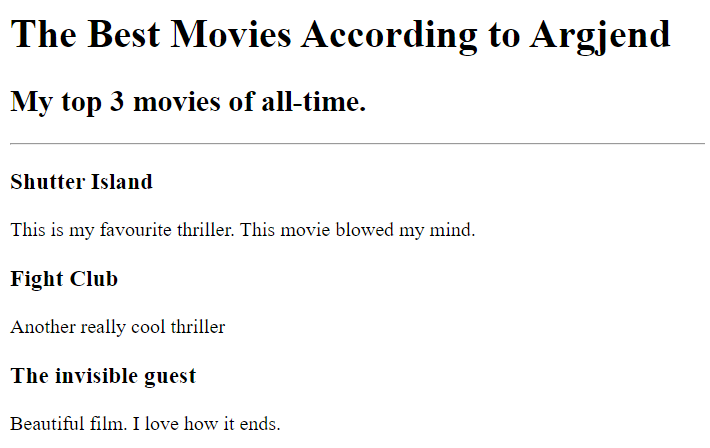 The Best Movies According to Argjend
My top 3 movies of all-time.
Shutter Island
This is my favourite thriller. This movie blowed my mind.
Fight Club
Another really cool thriller
The invisible guest
Beautiful film. I love how it ends.